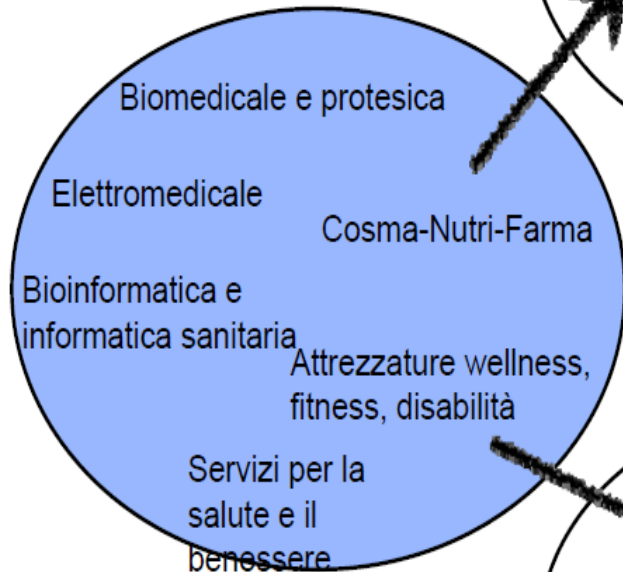 Biomedicale e protesica
Elettromedicale
Cosma-Nutri-Farma
Bioinformatica e
informatica sanitaria
Attrezzature wellness,
fitness, disabilità
Servizi per la
salute e il
benessere